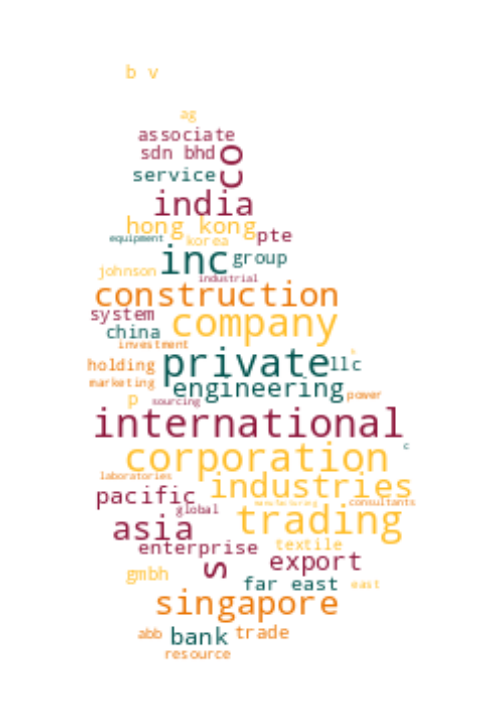 b v
ag
associate
sdn bhd co
service
india
hong kong
equipment korea pte
inc group
johnson industrial
construction
system company
china
investment
holding private llc
marketing engineering power
p sourcing
international
c
corporation
laboratories industries
pacific manufacturing consultants
global trading
asia
enterprise textile
s export
gmbh far east east
singapore
abb bank trade
resource